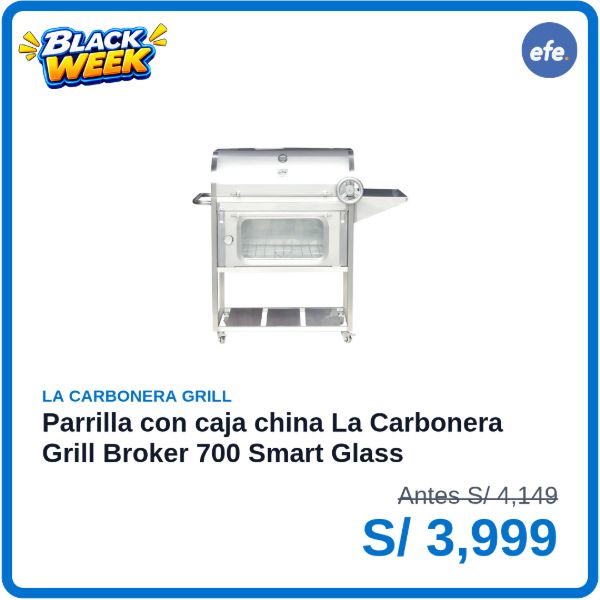 BLACK
WEEK
efe.
LA CARBONERA GRILL
Parrilla con caja china La Carbonera
Grill Broker 700 Smart Glass
Antes S/ 4,149
S/ 3,999